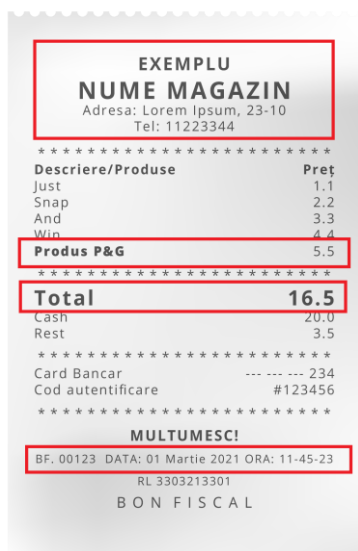 EXEMPLU
NUME MAGAZIN
Adresa: Lorem Ipsum, 23-10
Tel: 11223344
* * * * * * * * * * * * * * * * * * * * * * * *
Descriere/Produse Preț
Just 1.1
Snap 2.2
And 3.3
Win 4.4
Produs P&G 5.5
* * * * * * * * * * * * * * * * * * * * * * * *
Total 16.5
Cash 20.0
Rest 3.5
* * * * * * * * * * * * * * * * * * * * * * * *
Card Bancar --- --- --- 234
Cod autentificare #123456
* * * * * * * * * * * * * * * * * * * * * * * *
MULTUMESC!
BF. 00123 DATA: 01 Martie 2021 ORA: 11-45-23
RL 3303213301
BON FISCAL